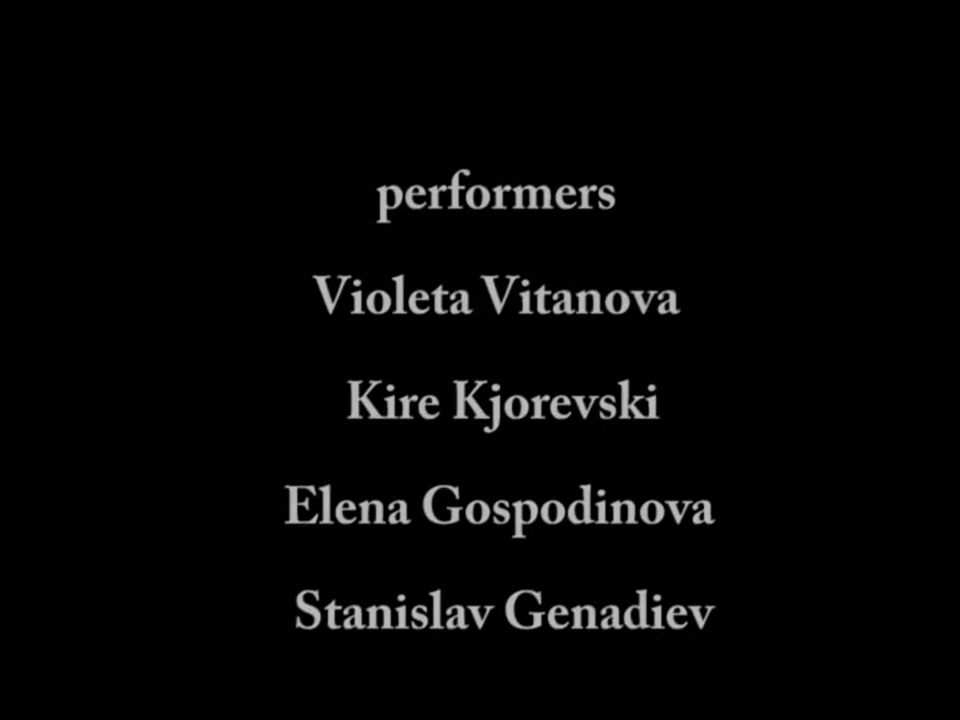 performers
Violeta Vitanova
Kire Kjorevski
Elena Gospodinova
Stanislav Genadiev